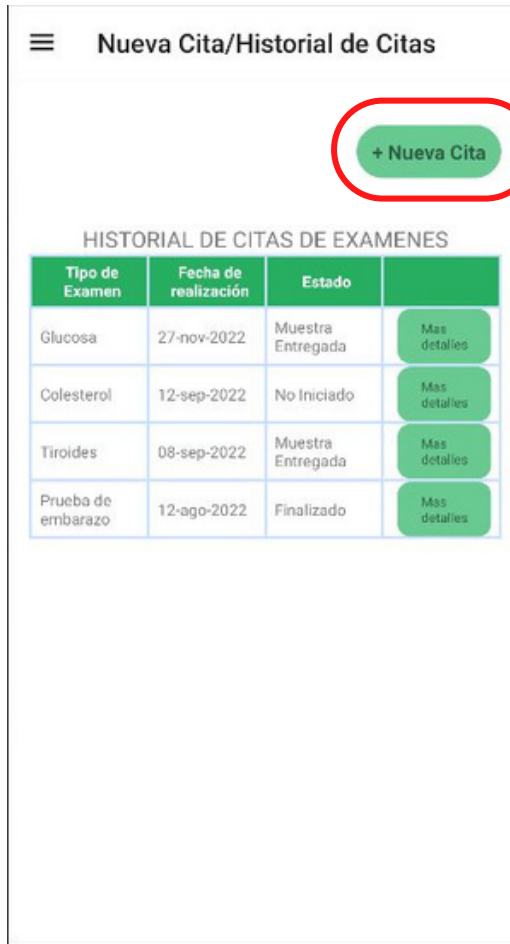 Nueva Cita/Historial de Citas
+ Nueva Cita
HISTORIAL DE CITAS DE EXAMENES
Tipo de Examen Fecha de realización Estado
Glucosa 27-nov-2022 Muestra Entregada Mas detalles
Colesterol 12-sep-2022 No Iniciado Mas detalles
Tiroides 08-sep-2022 Muestra Entregada Mas detalles
Prueba de embarazo 12-ago-2022 Finalizado Mas detalles